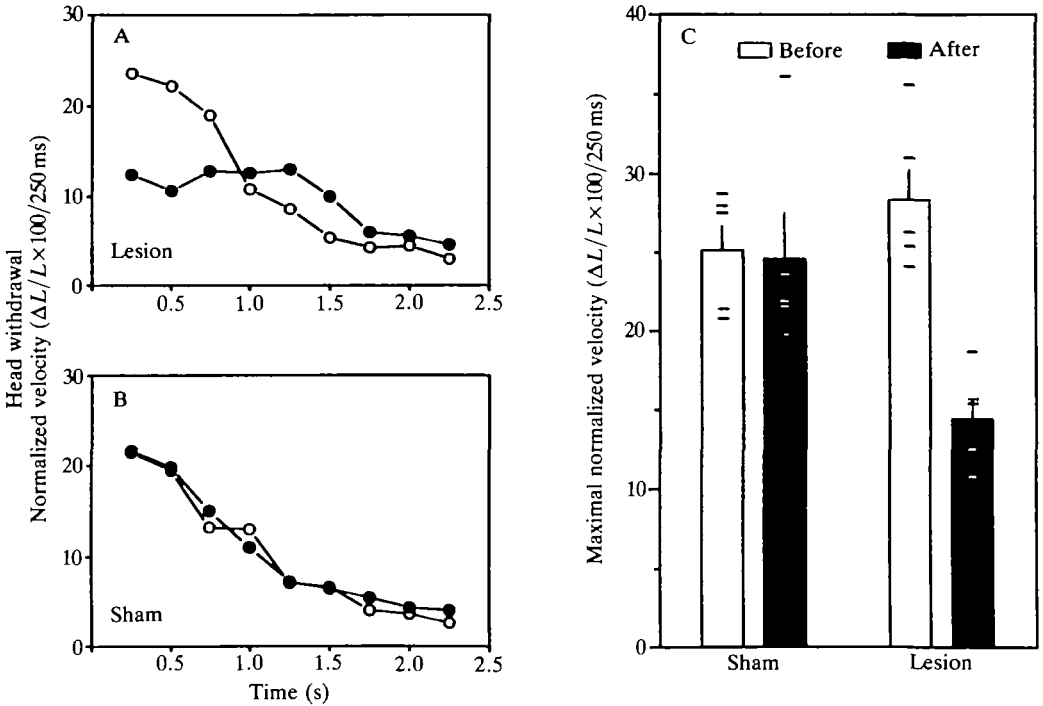 Head withdrawal
Normalized velocity (ΔL/L×100/250 ms)
30
A
20
10
Lesion
0
0.5 1.0 1.5 2.0 2.5
30
B
20
10
Sham
0
0.5 1.0 1.5 2.0 2.5
Time (s)
Maximal normalized velocity (ΔL/L×100/250 ms)
40
C
Before After
30
20
10
0
Sham Lesion